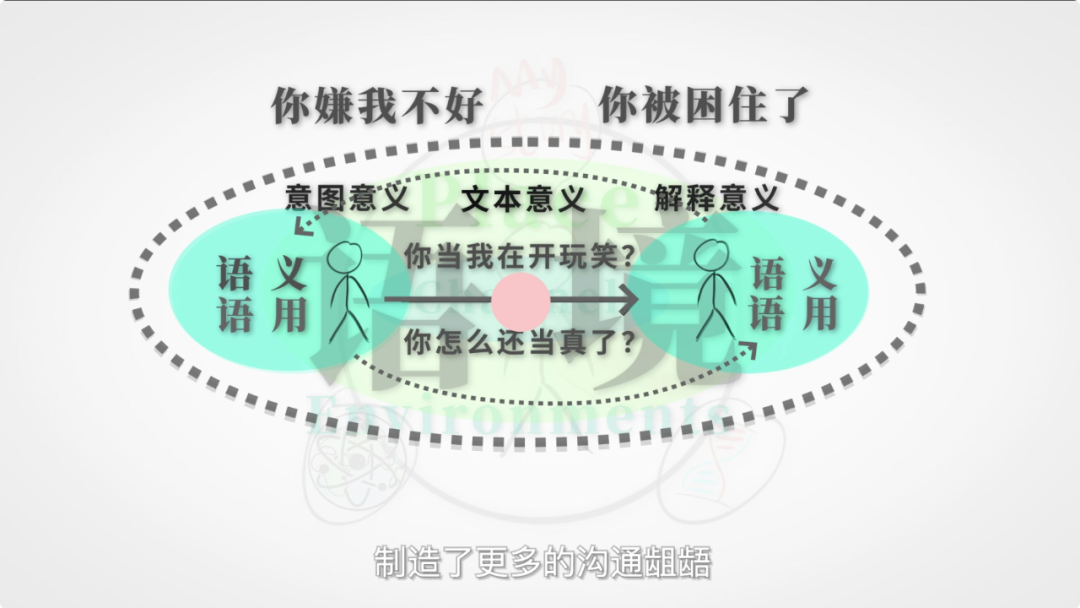 你嫌我不好 你被困住了
意图意义 文本意义 解释意义
Place
你当我在开玩笑？
语义 语义
语境
语用 语用
你怎么还当真了？
Environments
制造了更多的沟通龃龉